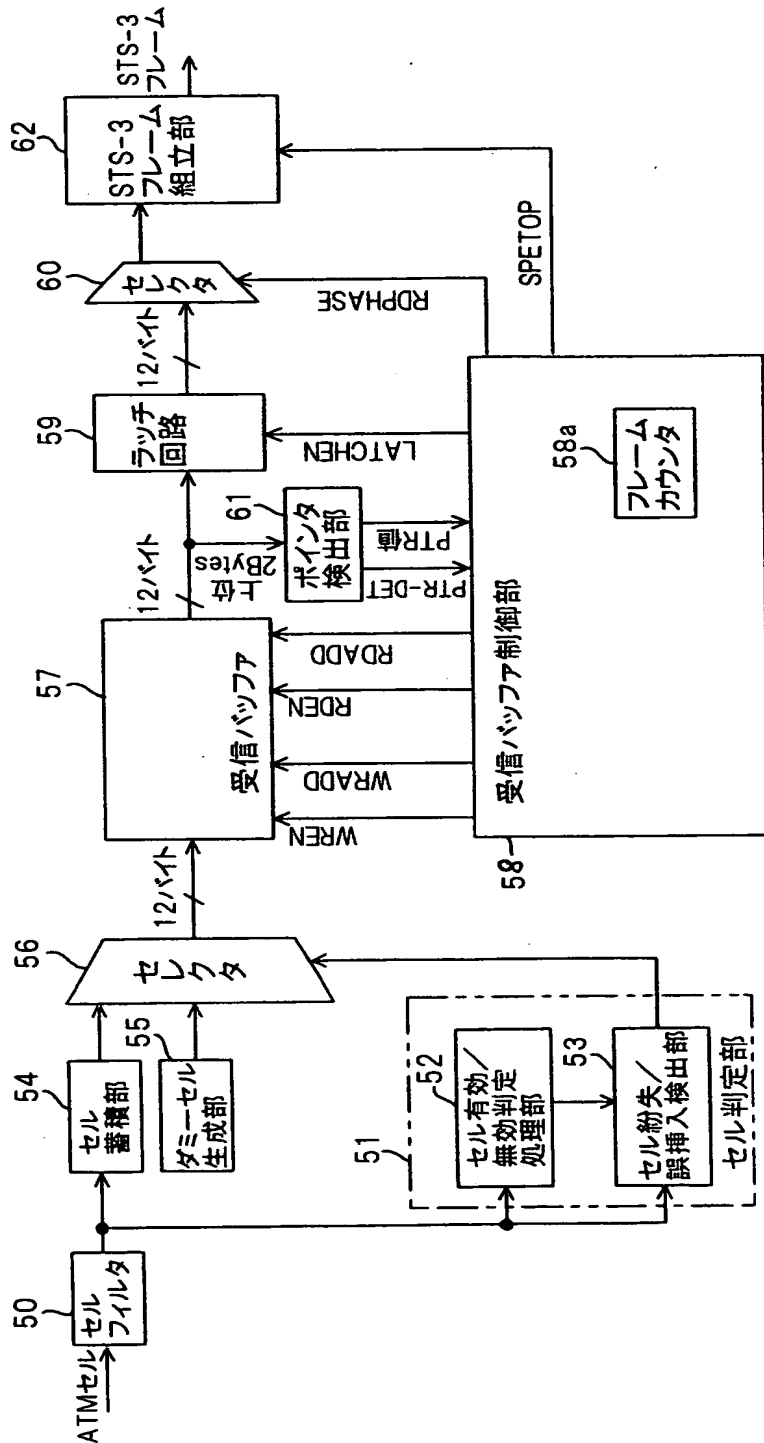 ATMセル
50
セル
フィルタ
54
セル
蓄積部
55
ダミーセル
生成部
51
52
セル有効/
無効判定
処理部
53
セル紛失/
誤挿入検出部
セル判定部
56
セレクタ
12バイト
57
受信バッファ
WREN
WRADD
RDEN
RDADD
12バイト
上位
2Bytes
61
ポインタ
検出部
PTR-DET
PTR値
58
受信バッファ制御部
58a
フレーム
カウンタ
59
ラッチ
回路
LATCHEN
12バイト
60
セレクタ
RDPHASE
SPETOP
62
STS-3
フレーム
組立部
STS-3
フレーム